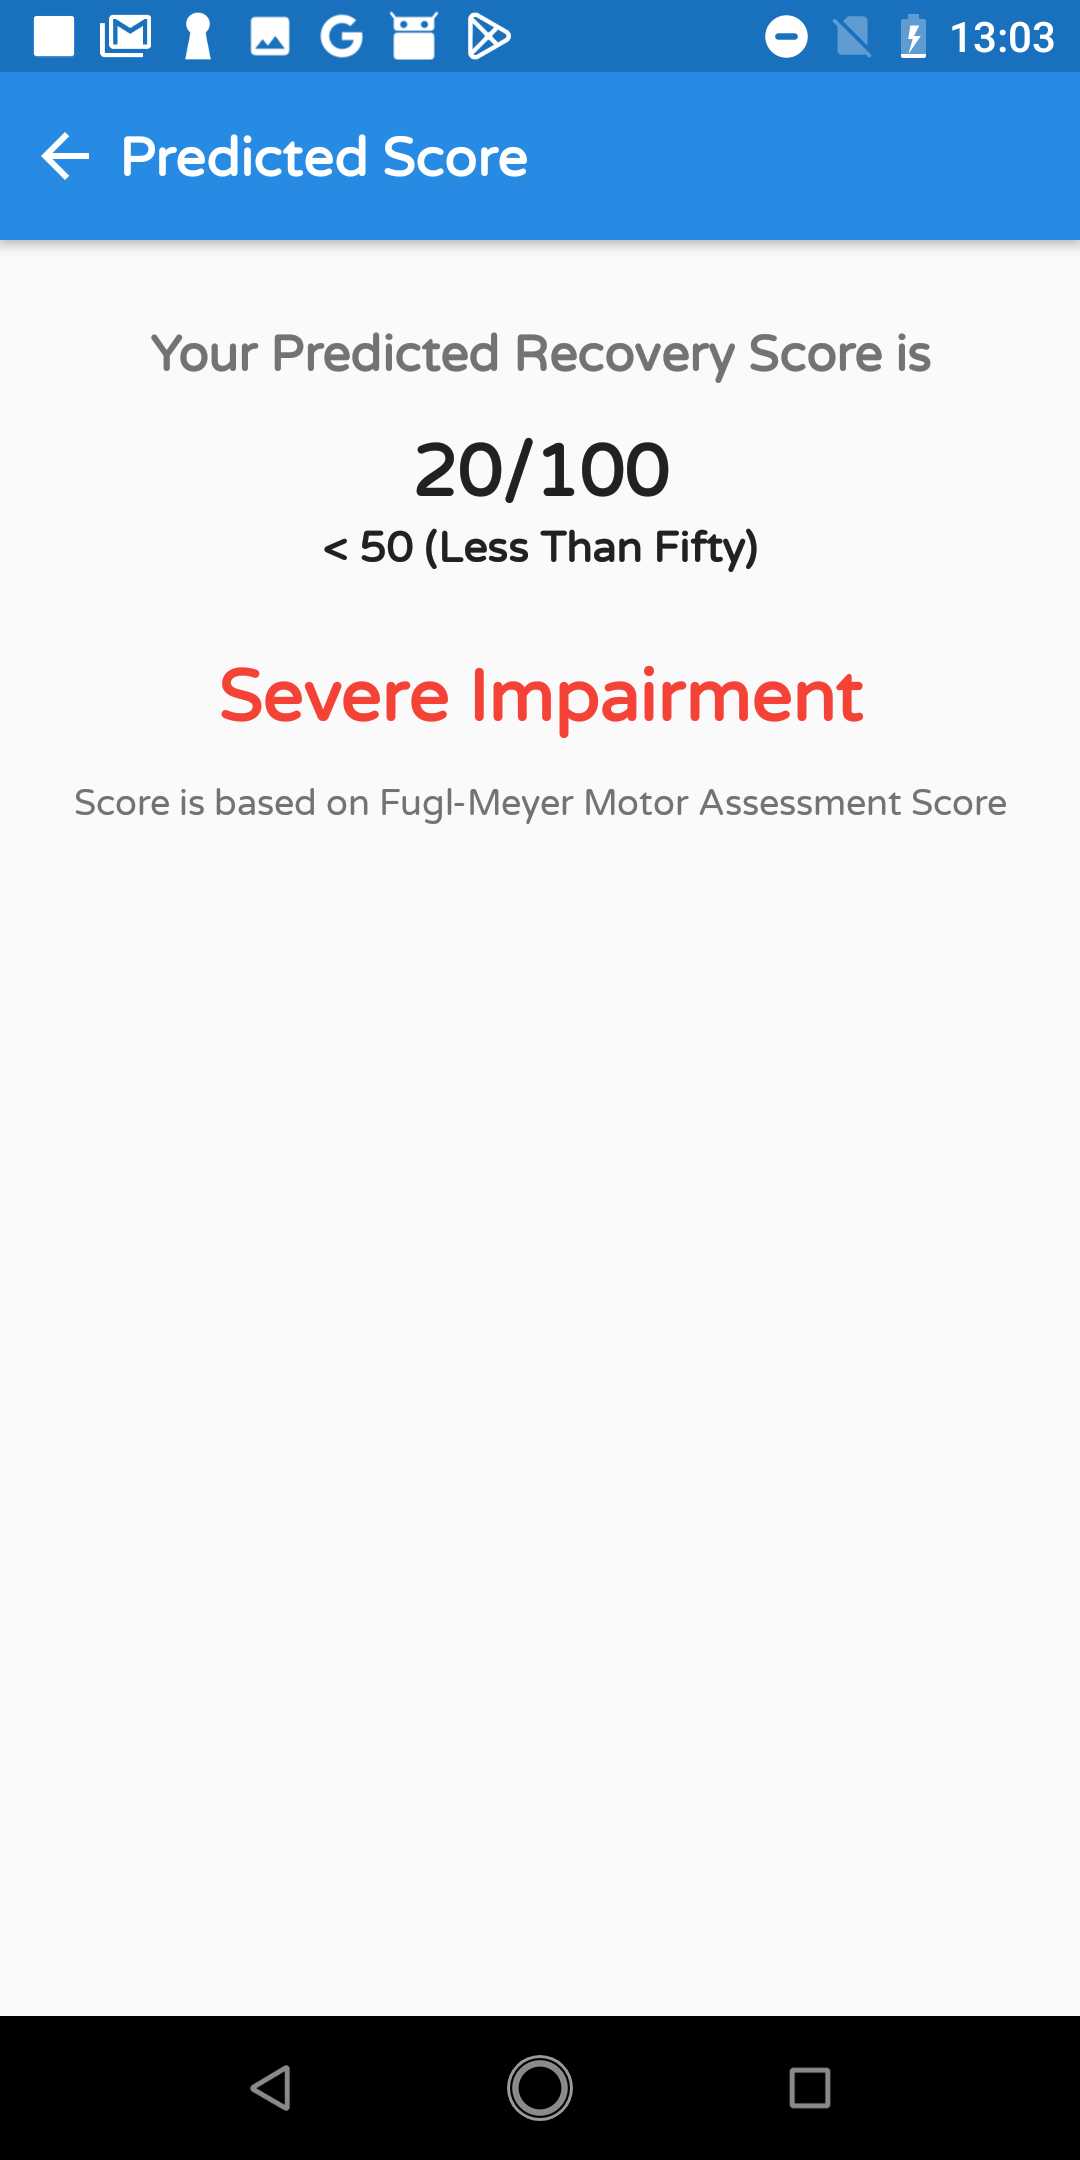 13:03
Predicted Score
Your Predicted Recovery Score is
20/100
< 50 (Less Than Fifty)
Severe Impairment
Score is based on Fugl-Meyer Motor Assessment Score